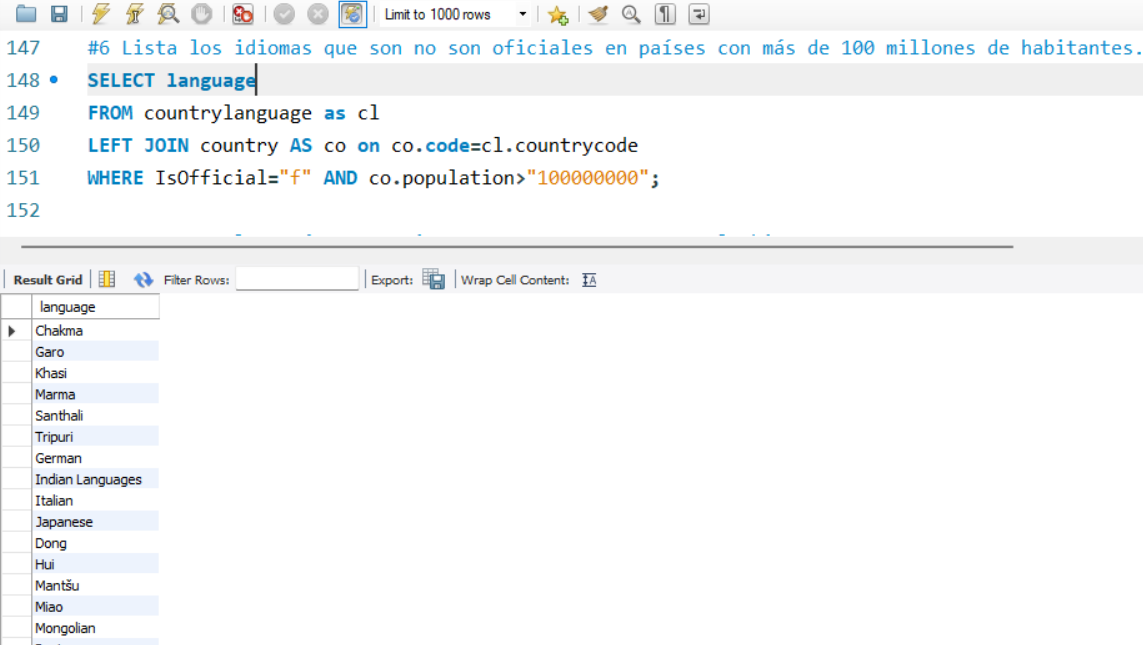 Limit to 1000 rows
147 #6 Lista los idiomas que son no son oficiales en países con más de 100 millones de habitantes.
148 SELECT language
149 FROM countrylanguage as cl
150 LEFT JOIN country AS co on co.code=cl.countrycode
151 WHERE IsOfficial="f" AND co.population>"100000000";
152
Result Grid Filter Rows: Export: Wrap Cell Content:
language
Chakma
Garo
Khasi
Marma
Santhali
Tripuri
German
Indian Languages
Italian
Japanese
Dong
Hui
Mantšu
Miao
Mongolian